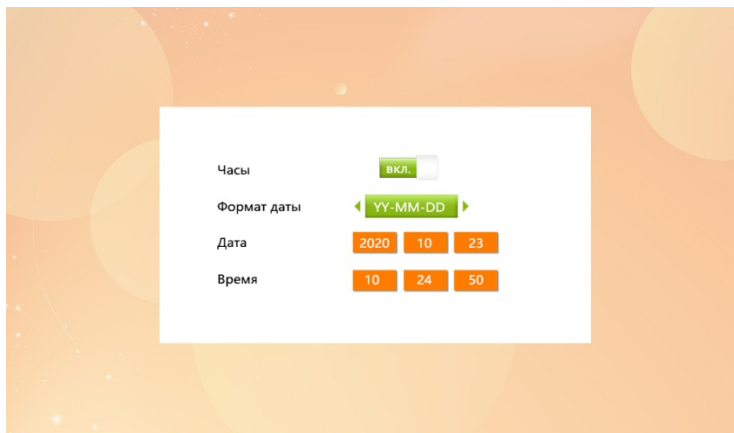 Часы вкл.
Формат даты YY-MM-DD
Дата 2020 10 23
Время 10 24 50